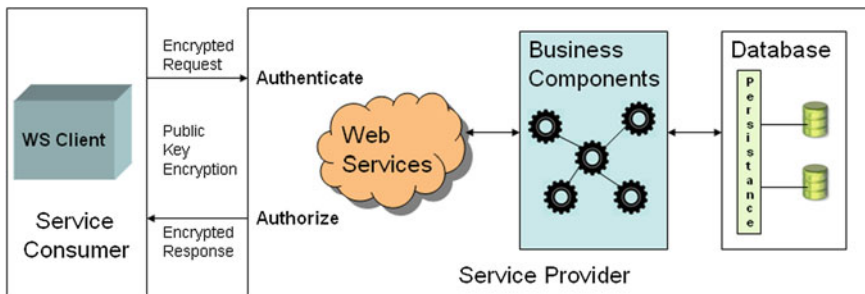 WS Client
Service
Consumer
Encrypted
Request
Public
Key
Encryption
Encrypted
Response
Authenticate
Authorize
Web
Services
Business
Components
Database
Persistance
Service Provider